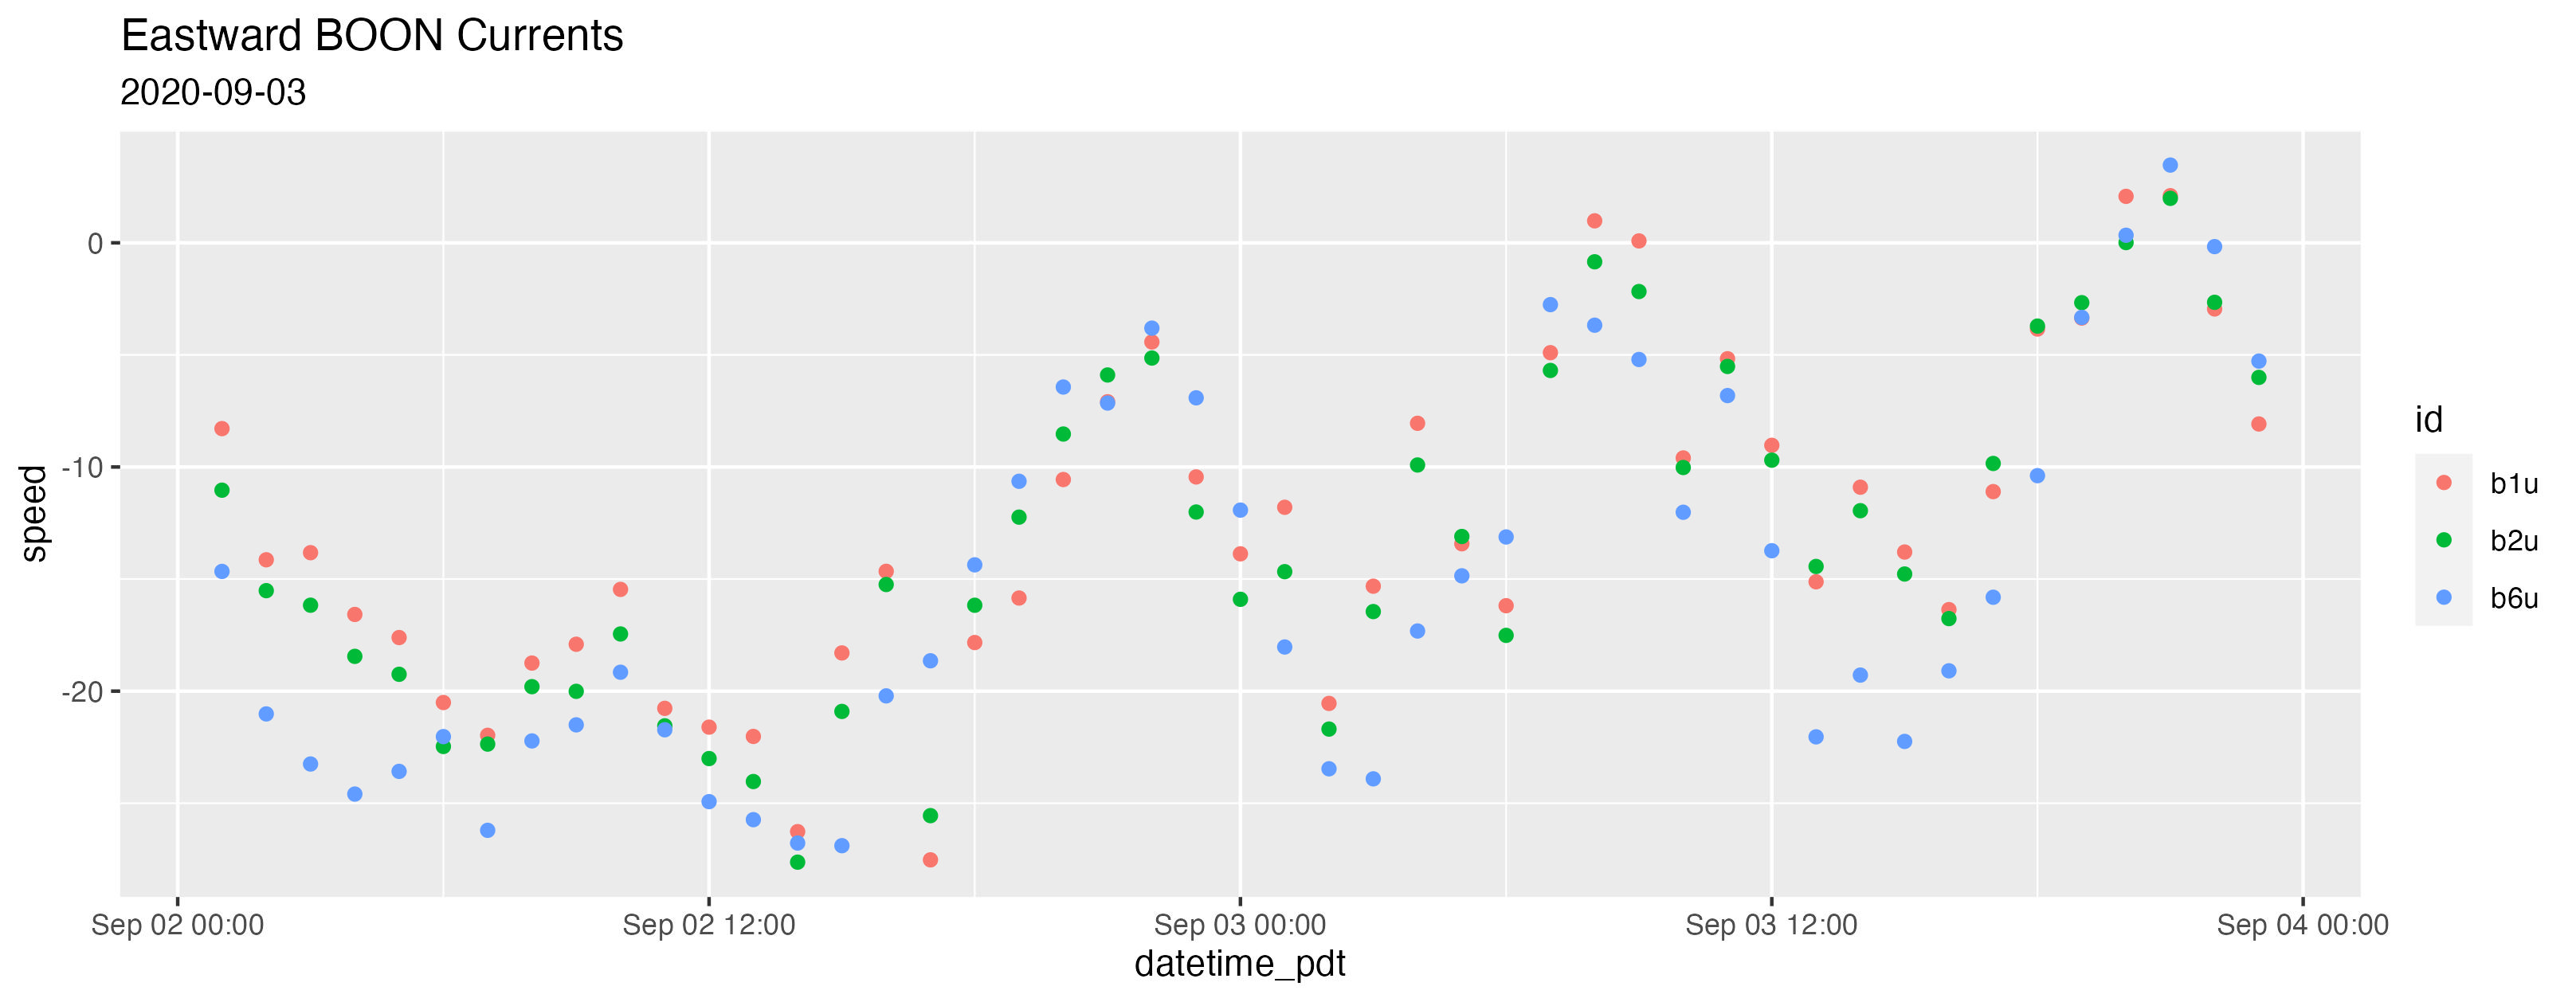 Eastward BOON Currents
2020-09-03
speed
0
-10
-20
Sep 02 00:00
Sep 02 12:00
Sep 03 00:00
Sep 03 12:00
Sep 04 00:00
datetime_pdt
id
b1u
b2u
b6u